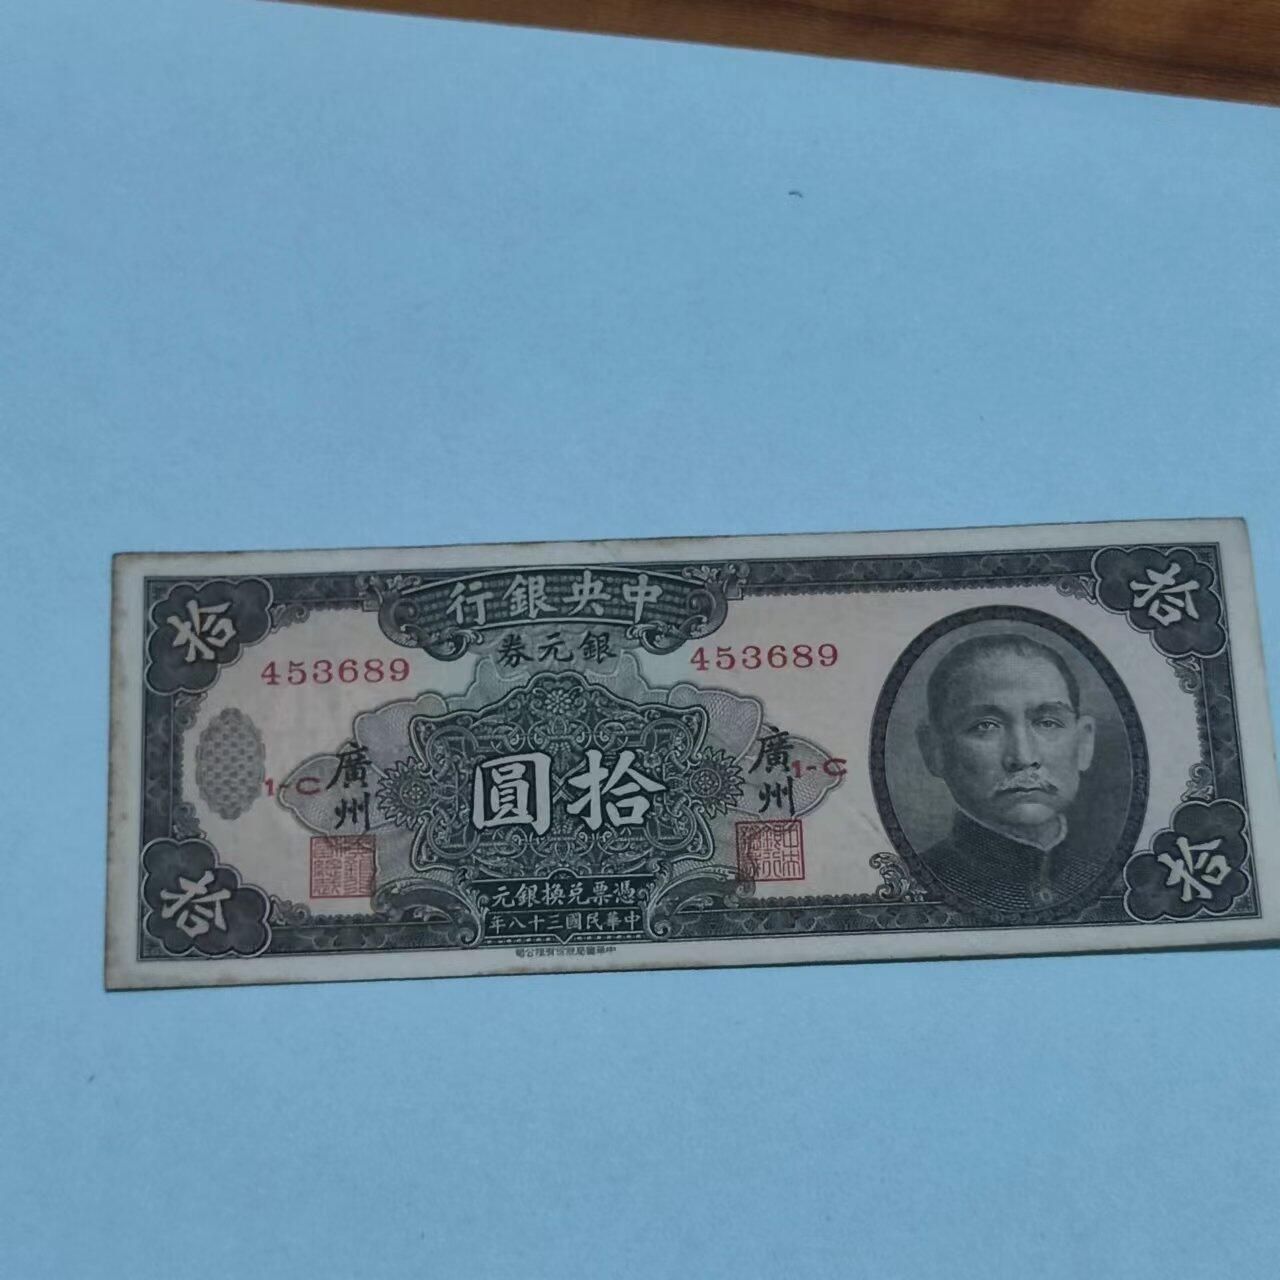 中央銀行
銀元券
453689
453689
拾
拾
拾
拾
拾圓
廣州
廣州
1-C
1-C
憑票兌換銀元
中華民國三十八年